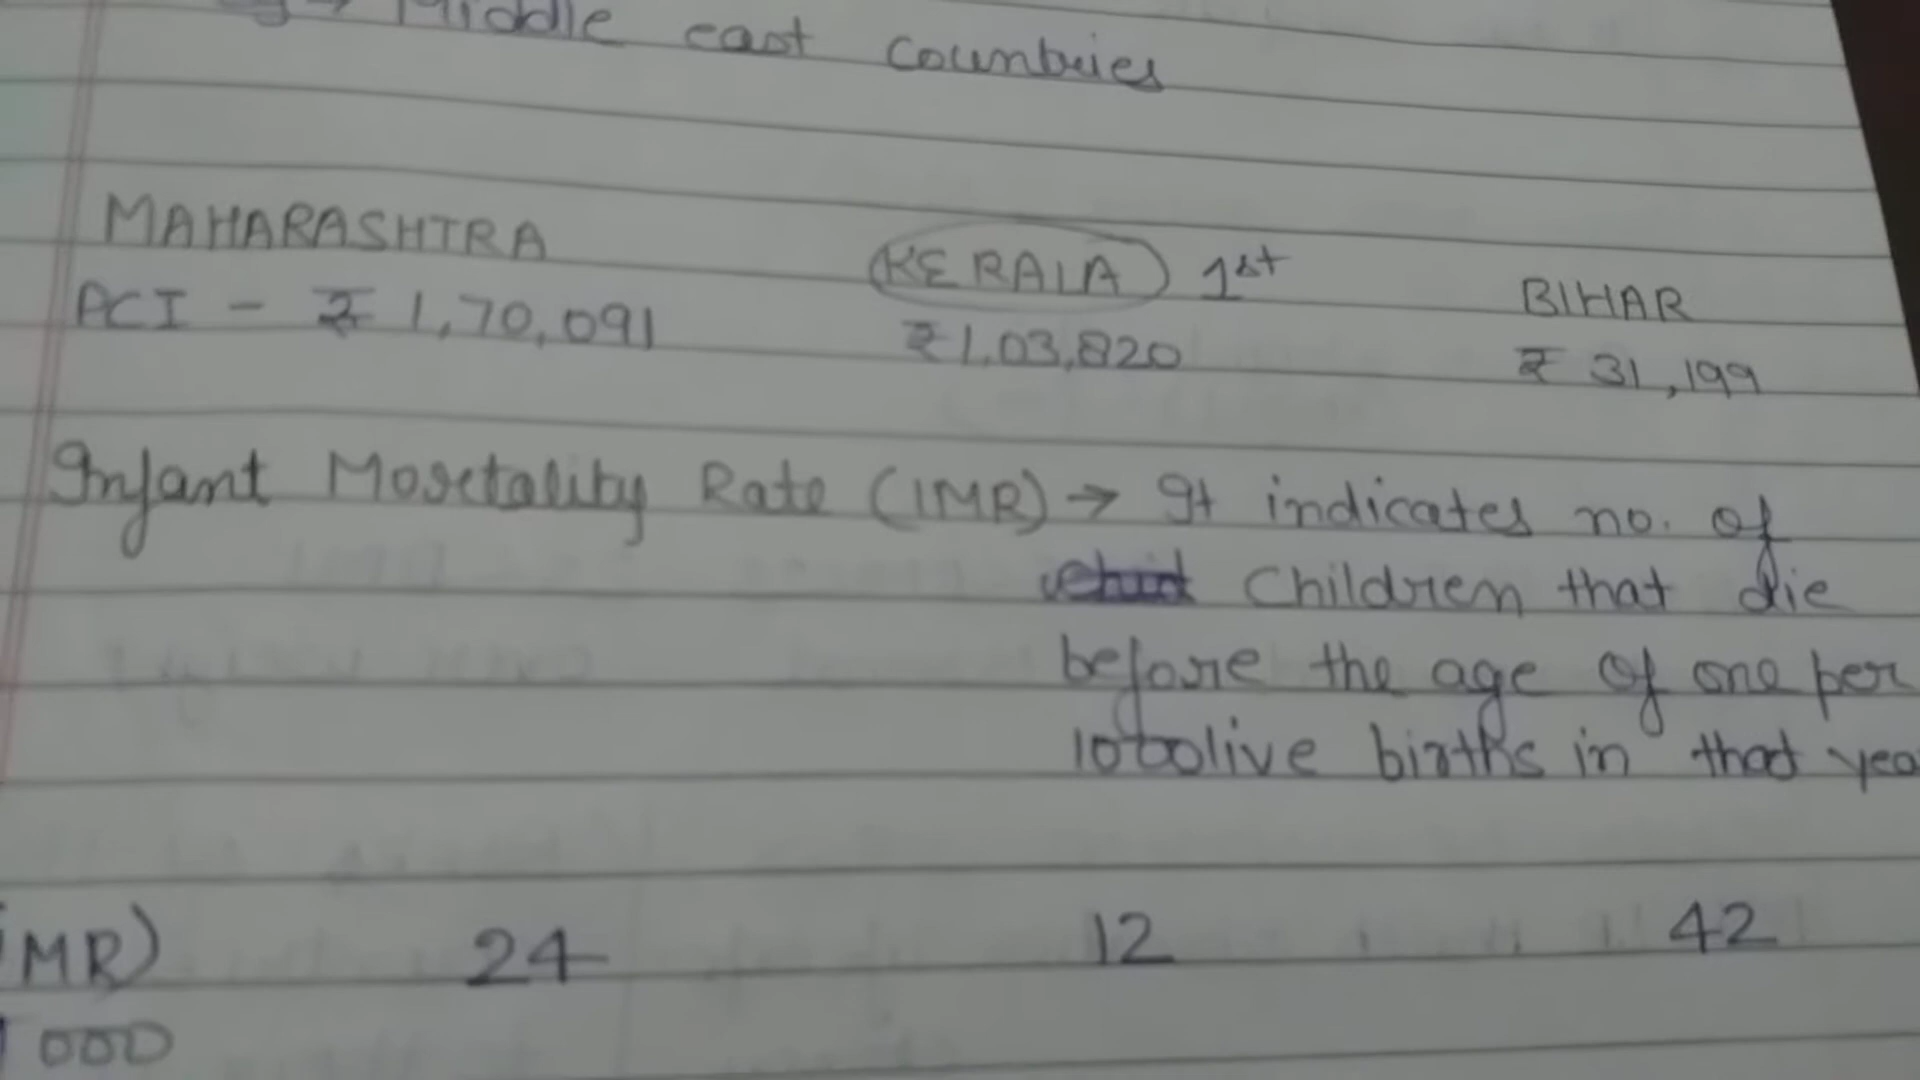 Middle east countries
MAHARASHTRA KERALA 1st BIHAR
PCI - ₹ 1,70,091 ₹1,03,820 ₹ 31,199
Infant Mortality Rate (IMR) → It indicates no. of
Children that die
before the age of one per
1000 live births in that yea
MR) 24 12 42
000